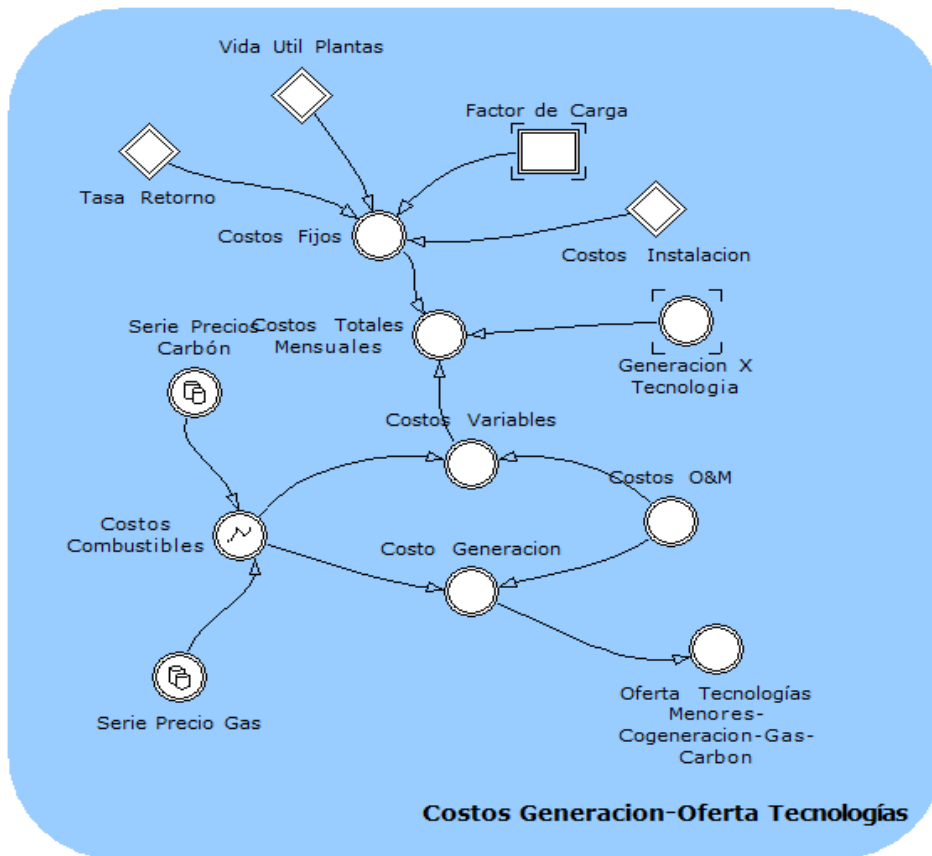 Vida Util Plantas
Factor de Carga
Tasa Retorno
Costos Fijos
Costos Instalacion
Serie Precios
Carbón
Costos Totales
Mensuales
Generacion X
Tecnologia
Costos Variables
Costos O&M
Costos
Combustibles
Costo Generacion
Serie Precio Gas
Oferta Tecnologías
Menores-
Cogeneracion-Gas-
Carbon
Costos Generacion-Oferta Tecnologías